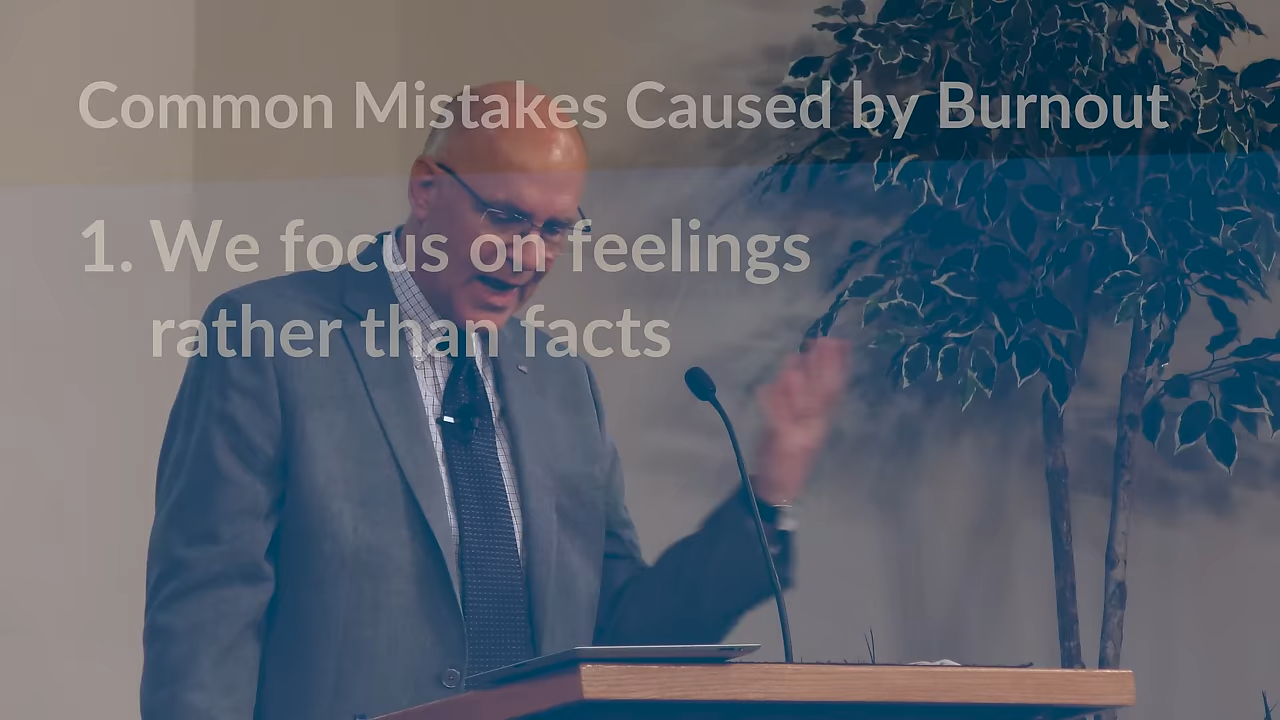 Common Mistakes Caused by Burnout
1. We focus on feelings
rather than facts